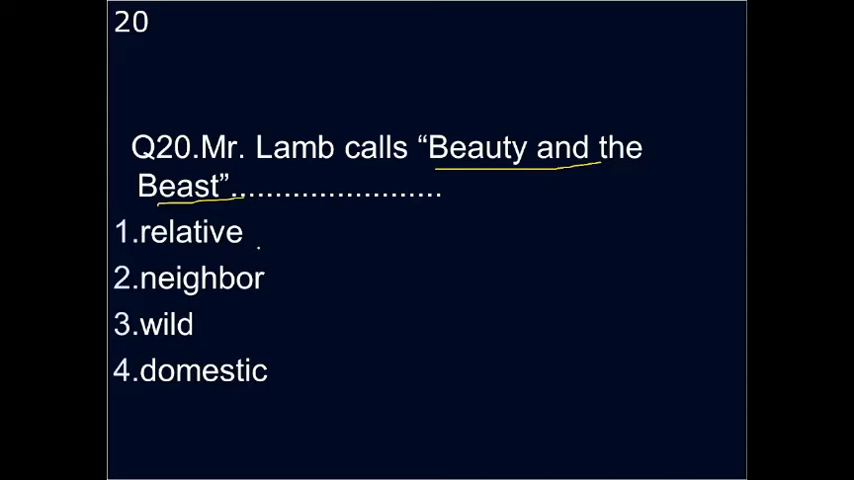 20
Q20.Mr. Lamb calls “Beauty and the
Beast”........................
1.relative
2.neighbor
3.wild
4.domestic